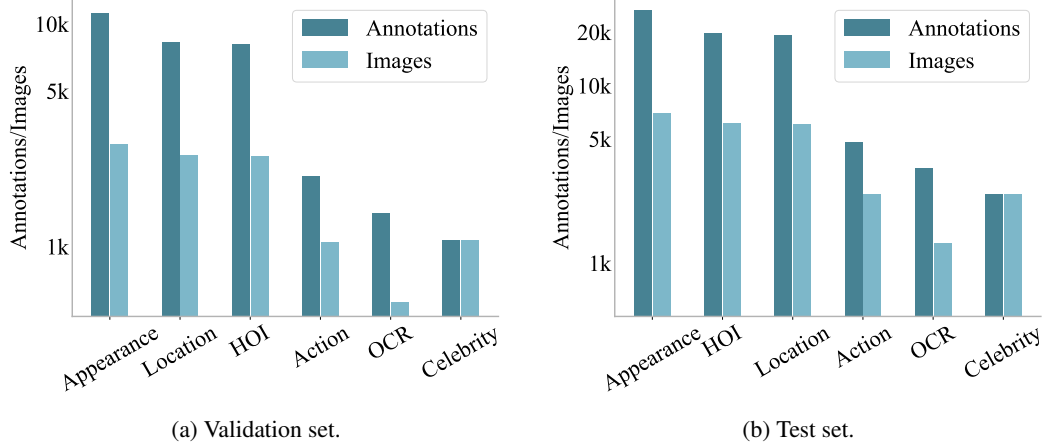 10k
5k
1k
Annotations/Images
Annotations
Images
Appearance
Location
HOI
Action
OCR
Celebrity
(a) Validation set.
20k
10k
5k
1k
Annotations/Images
Annotations
Images
Appearance
HOI
Location
Action
OCR
Celebrity
(b) Test set.